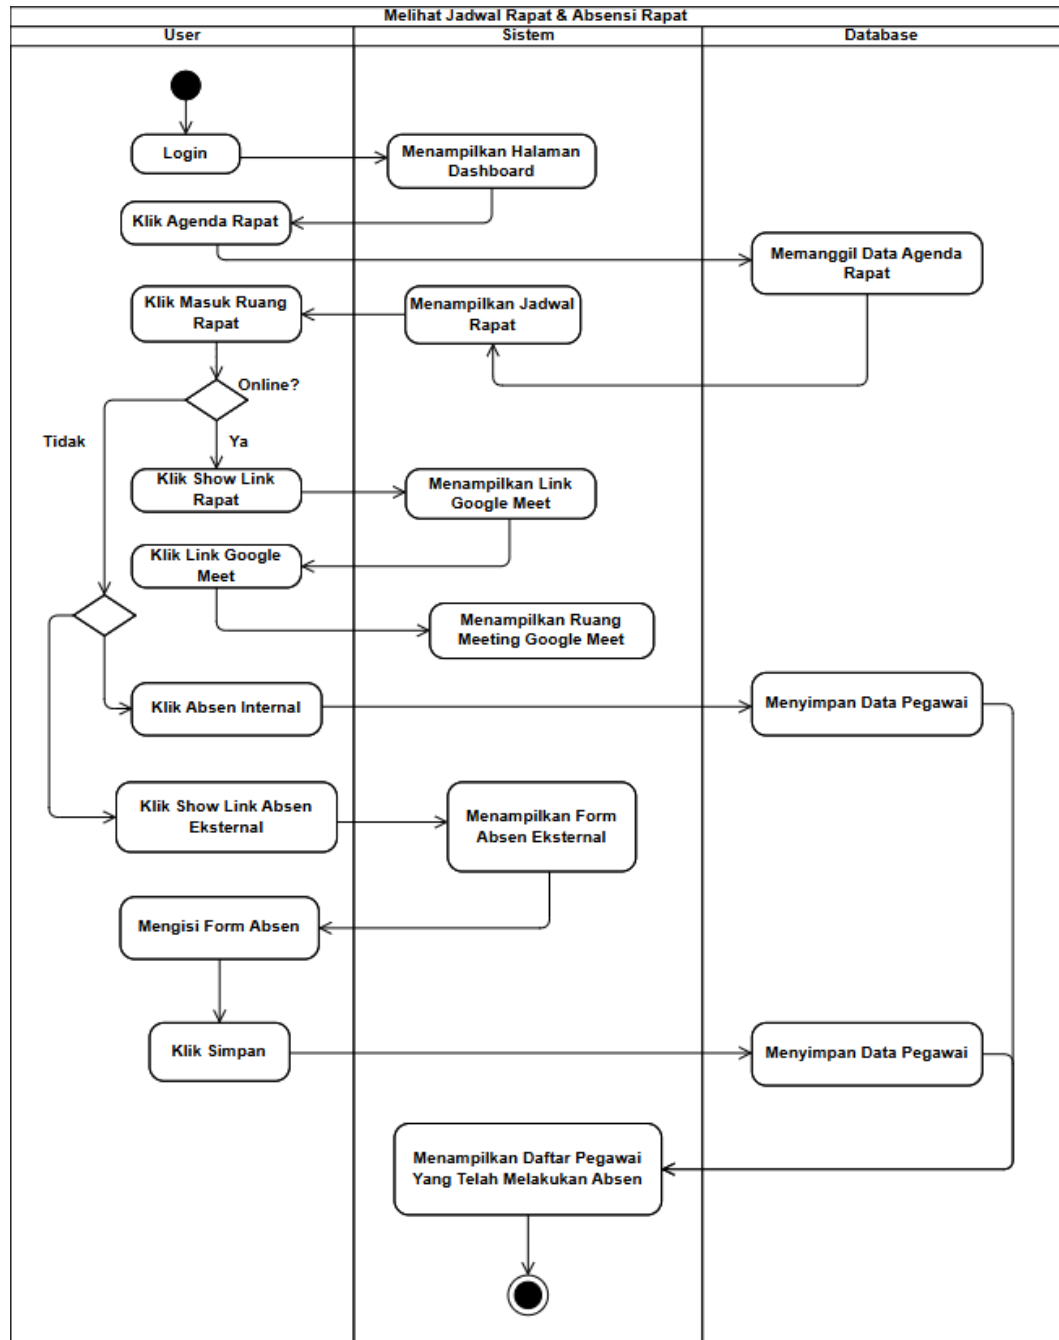 Melihat Jadwal Rapat & Absensi Rapat
User
Sistem
Database
Login
Menampilkan Halaman
Dashboard
Klik Agenda Rapat
Memanggil Data Agenda
Rapat
Klik Masuk Ruang
Rapat
Menampilkan Jadwal
Rapat
Online?
Tidak
Ya
Klik Show Link
Rapat
Menampilkan Link
Google Meet
Klik Link Google
Meet
Menampilkan Ruang
Meeting Google Meet
Klik Absen Internal
Menyimpan Data Pegawai
Klik Show Link Absen
Eksternal
Menampilkan Form
Absen Eksternal
Mengisi Form Absen
Klik Simpan
Menyimpan Data Pegawai
Menampilkan Daftar Pegawai
Yang Telah Melakukan Absen